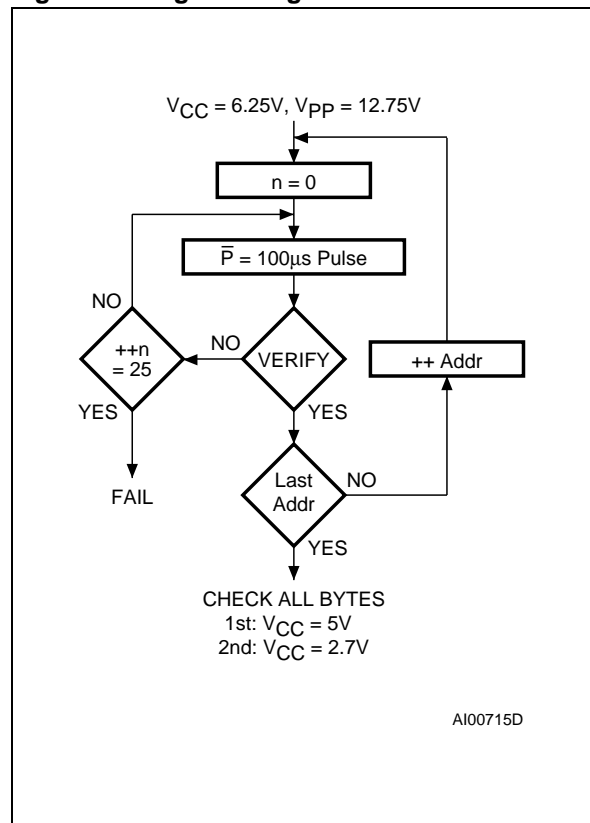 V_CC = 6.25V, V_PP = 12.75V
n = 0
P̅ = 100µs Pulse
NO
++n
= 25
NO
VERIFY
++ Addr
YES
YES
FAIL
Last
Addr
NO
YES
CHECK ALL BYTES
1st: V_CC = 5V
2nd: V_CC = 2.7V
AI00715D